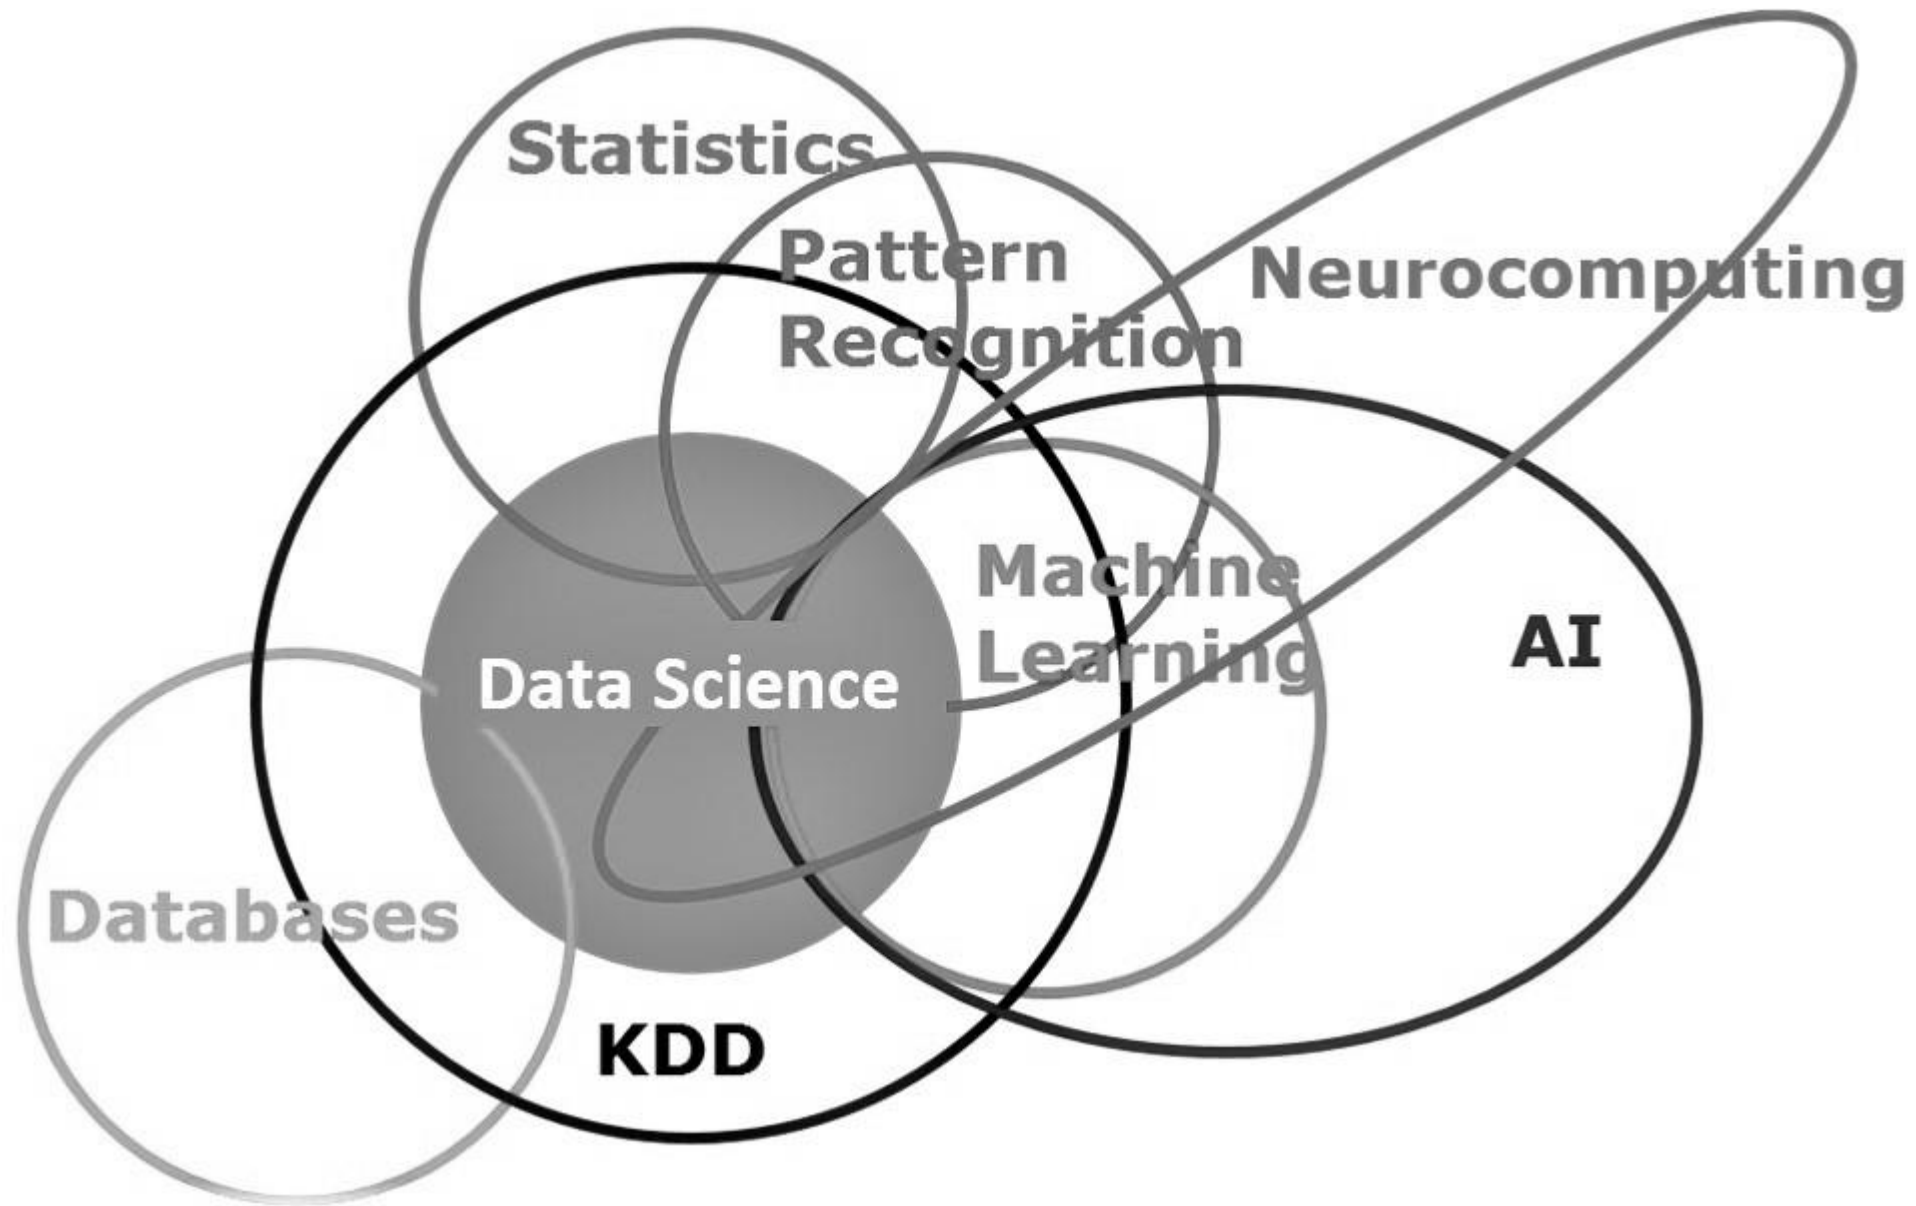 Statistics
Pattern
Recognition
Neurocomputing
Machine
Learning
AI
Data Science
Databases
KDD